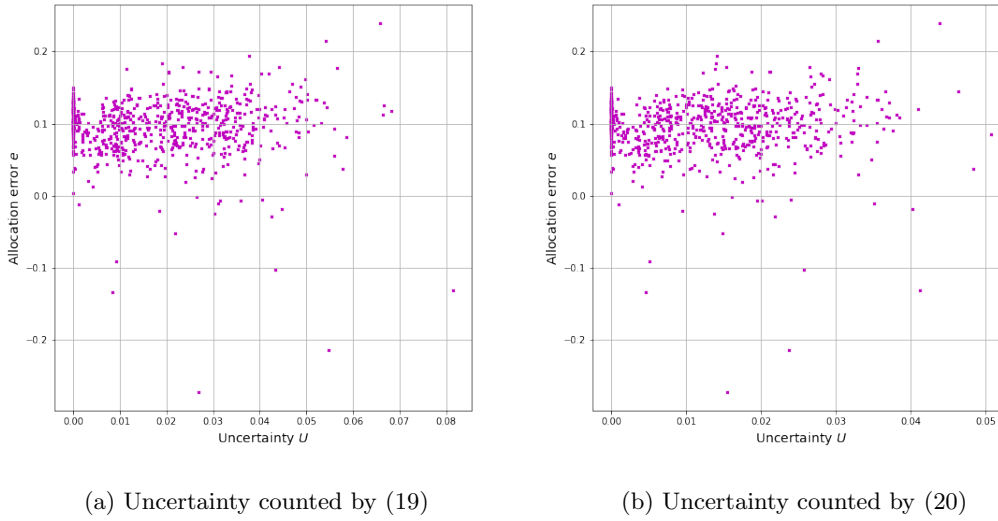 0.2
0.1
0.0
−0.1
−0.2
Allocation error e
0.00 0.01 0.02 0.03 0.04 0.05 0.06 0.07 0.08
Uncertainty U
(a) Uncertainty counted by (19)
0.2
0.1
0.0
−0.1
−0.2
Allocation error e
0.00 0.01 0.02 0.03 0.04 0.05
Uncertainty U
(b) Uncertainty counted by (20)